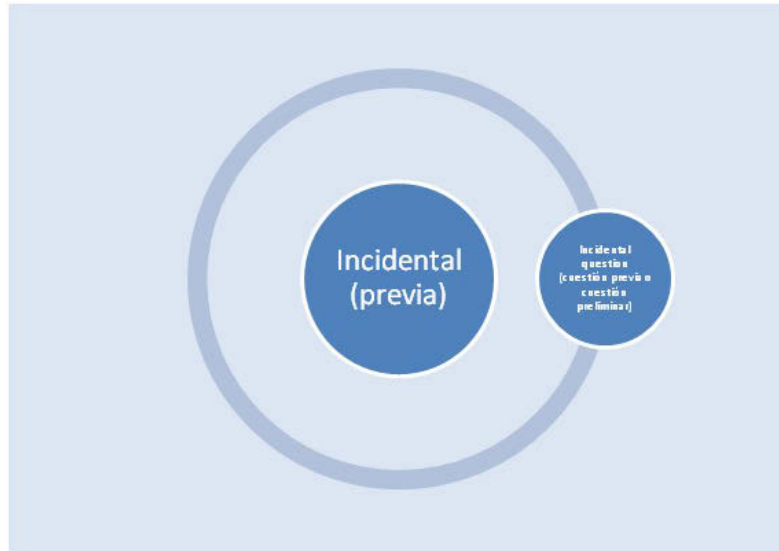 Incidental
(previa)
Incidental
question
(cuestión previa o
cuestión
preliminar)